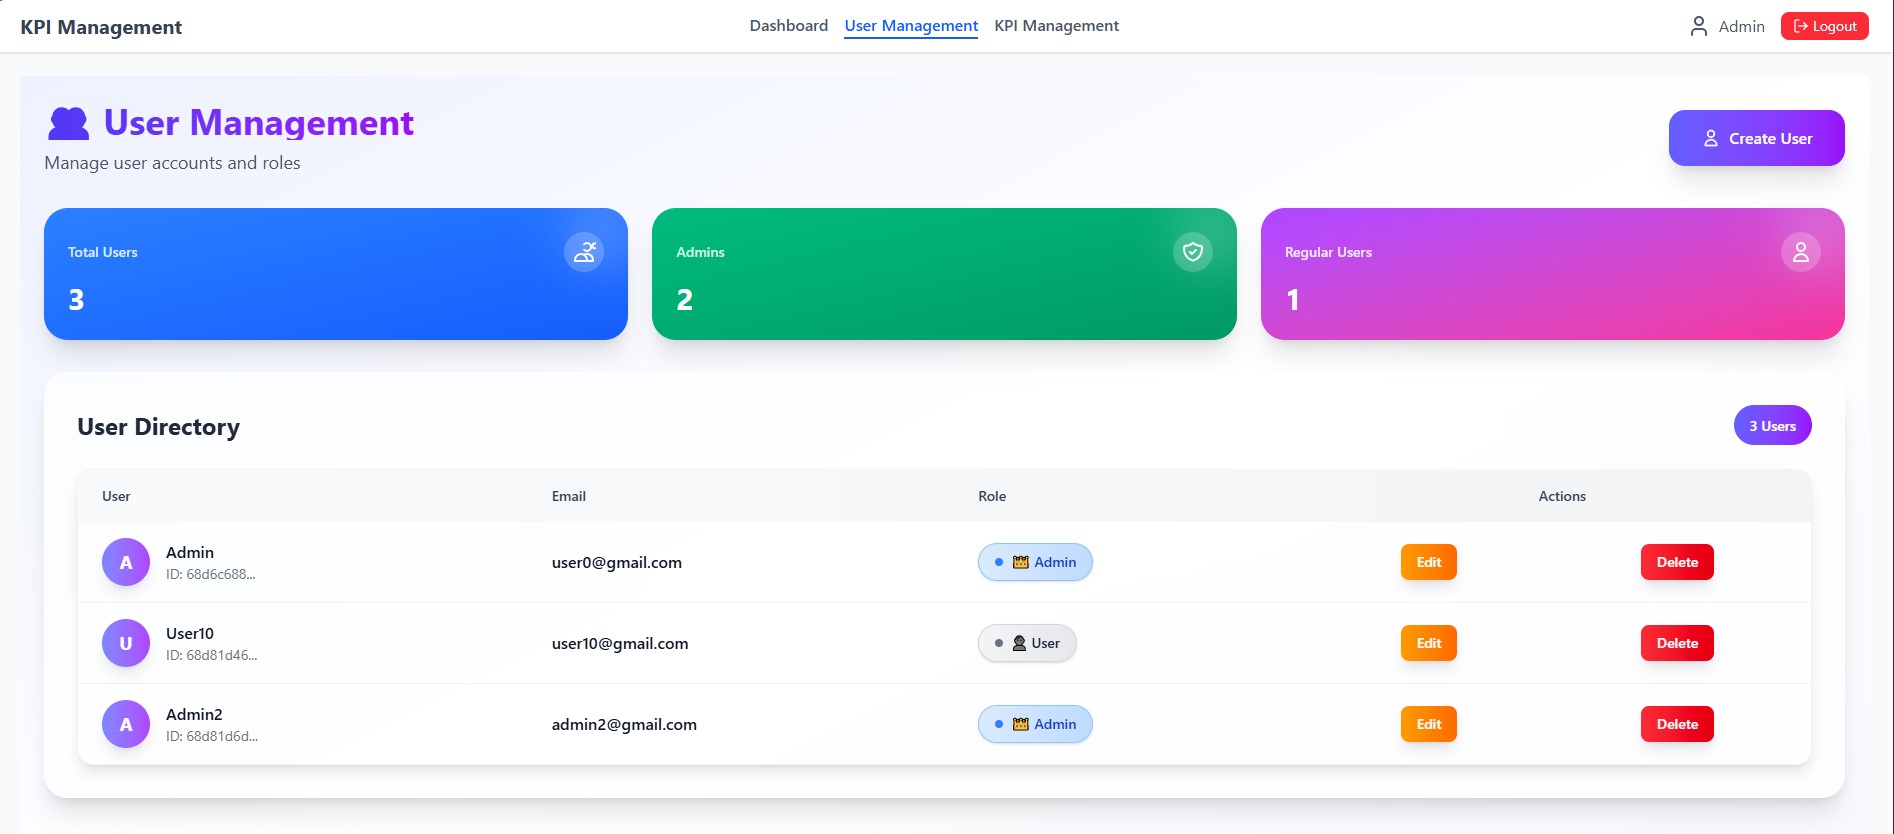 KPI Management
Dashboard User Management KPI Management
Admin Logout
User Management
Manage user accounts and roles
Create User
Total Users
3
Admins
2
Regular Users
1
User Directory
3 Users
User Email Role Actions
A Admin
ID: 68d6c688...
user0@gmail.com Admin Edit Delete
U User10
ID: 68d81d46...
user10@gmail.com User Edit Delete
A Admin2
ID: 68d81d6d...
admin2@gmail.com Admin Edit Delete